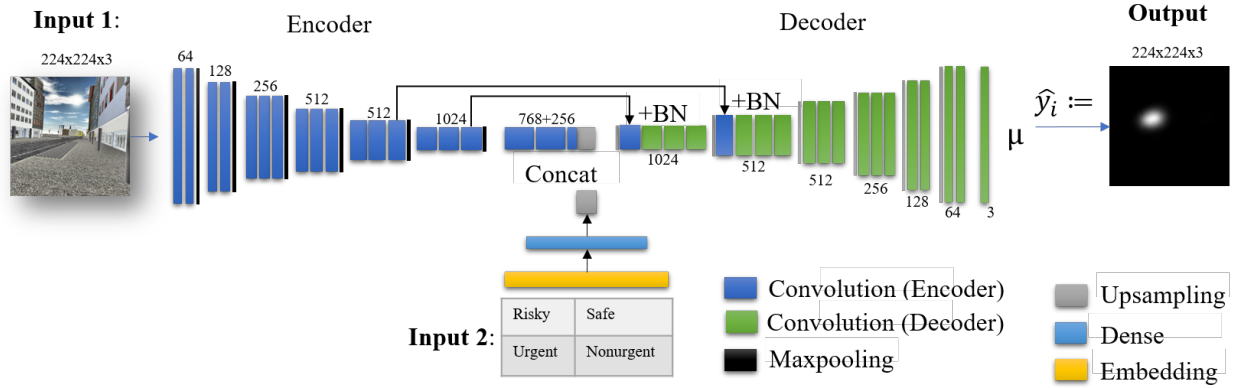 Input 1:
Encoder
Decoder
Output
224x224x3
64
128
256
512
512
1024
768+256
+BN
+BN
1024
512
512
256
128
64
3
μ
ŷᵢ :=
224x224x3
Concat
Input 2:
Risky
Safe
Urgent
Nonurgent
Convolution (Encoder)
Convolution (Decoder)
Maxpooling
Upsampling
Dense
Embedding